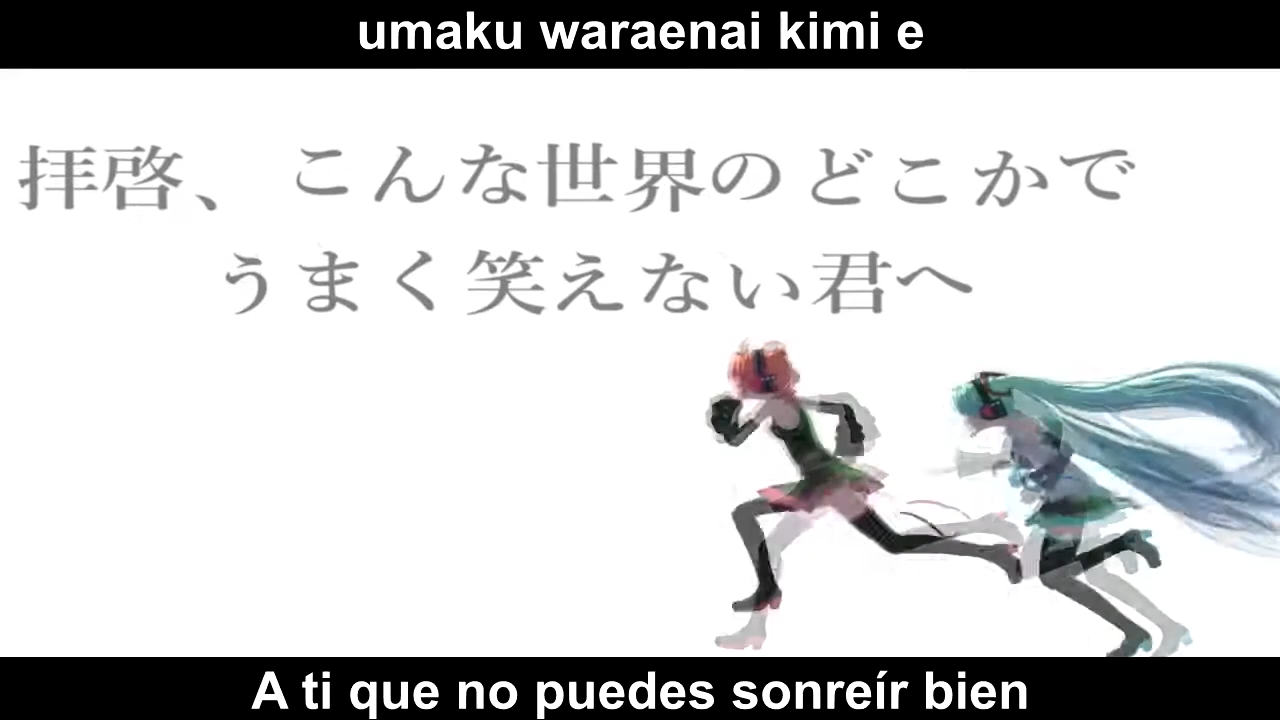 umaku waraenai kimi e
拝啓、こんな世界のどこかで
うまく笑えない君へ
A ti que no puedes sonreír bien